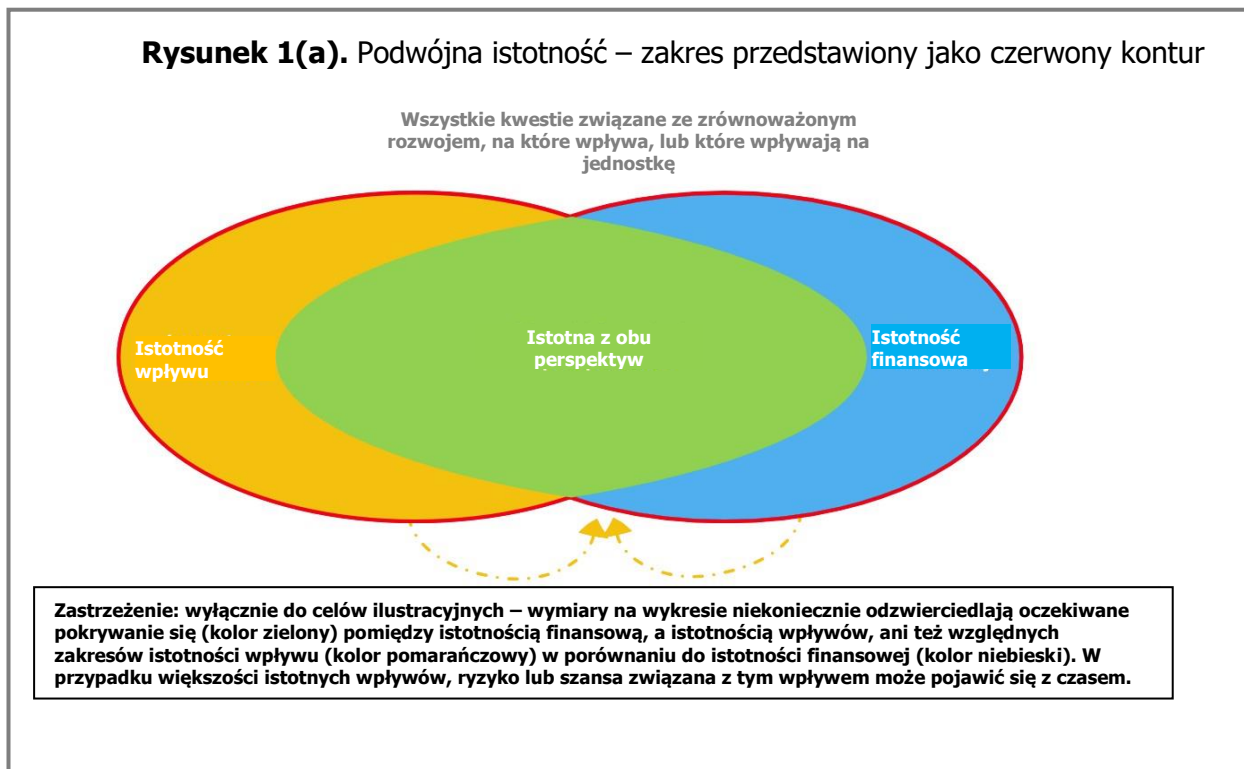 Rysunek 1(a). Podwójna istotność – zakres przedstawiony jako czerwony kontur
Wszystkie kwestie związane ze zrównoważonym
rozwojem, na które wpływa, lub które wpływają na
jednostkę
Istotność
wpływu
Istotna z obu
perspektyw
Istotność
finansowa
Zastrzeżenie: wyłącznie do celów ilustracyjnych – wymiary na wykresie niekoniecznie odzwierciedlają oczekiwane
pokrywanie się (kolor zielony) pomiędzy istotnością finansową, a istotnością wpływów, ani też względnych
zakresów istotności wpływu (kolor pomarańczowy) w porównaniu do istotności finansowej (kolor niebieski). W
przypadku większości istotnych wpływów, ryzyko lub szansa związana z tym wpływem może pojawić się z czasem.